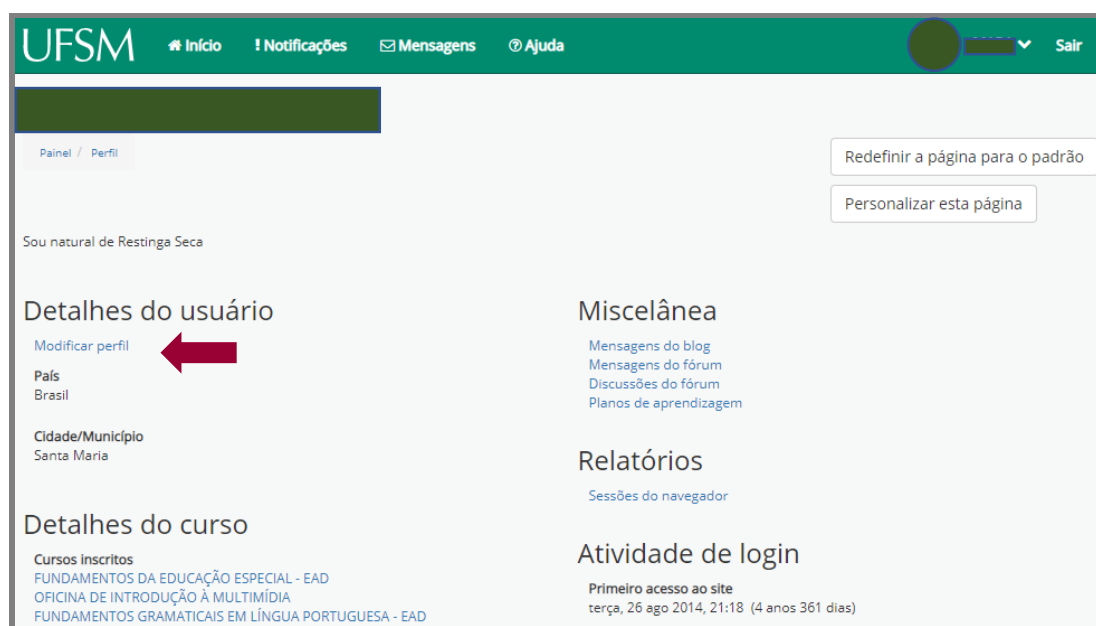 UFSM Início ! Notificações Mensagens Ajuda Sair
Painel / Perfil
Redefinir a página para o padrão
Personalizar esta página
Sou natural de Restinga Seca
Detalhes do usuário
Modificar perfil
País
Brasil
Cidade/Município
Santa Maria
Detalhes do curso
Cursos inscritos
FUNDAMENTOS DA EDUCAÇÃO ESPECIAL - EAD
OFICINA DE INTRODUÇÃO À MULTIMÍDIA
FUNDAMENTOS GRAMATICAIS EM LÍNGUA PORTUGUESA - EAD
Miscelânea
Mensagens do blog
Mensagens do fórum
Discussões do fórum
Planos de aprendizagem
Relatórios
Sessões do navegador
Atividade de login
Primeiro acesso ao site
terça, 26 ago 2014, 21:18 (4 anos 361 dias)